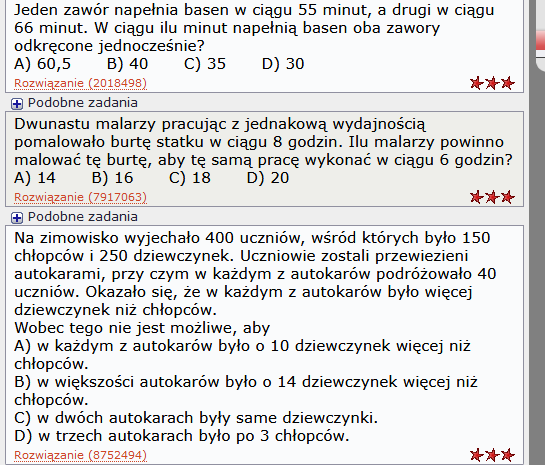 Jeden zawór napełnia basen w ciągu 55 minut, a drugi w ciągu
66 minut. W ciągu ilu minut napełnią basen oba zawory
odkręcone jednocześnie?
A) 60,5 B) 40 C) 35 D) 30
Rozwiązanie (2018498)
Podobne zadania
Dwunastu malarzy pracując z jednakową wydajnością
pomalowało burtę statku w ciągu 8 godzin. Ilu malarzy powinno
malować tę burtę, aby tę samą pracę wykonać w ciągu 6 godzin?
A) 14 B) 16 C) 18 D) 20
Rozwiązanie (7917063)
Podobne zadania
Na zimowisko wyjechało 400 uczniów, wśród których było 150
chłopców i 250 dziewczynek. Uczniowie zostali przewiezieni
autokarami, przy czym w każdym z autokarów podróżowało 40
uczniów. Okazało się, że w każdym z autokarów było więcej
dziewczynek niż chłopców.
Wobec tego nie jest możliwe, aby
A) w każdym z autokarów było o 10 dziewczynek więcej niż
chłopców.
B) w większości autokarów było o 14 dziewczynek więcej niż
chłopców.
C) w dwóch autokarach były same dziewczynki.
D) w trzech autokarach było po 3 chłopców.
Rozwiązanie (8752494)